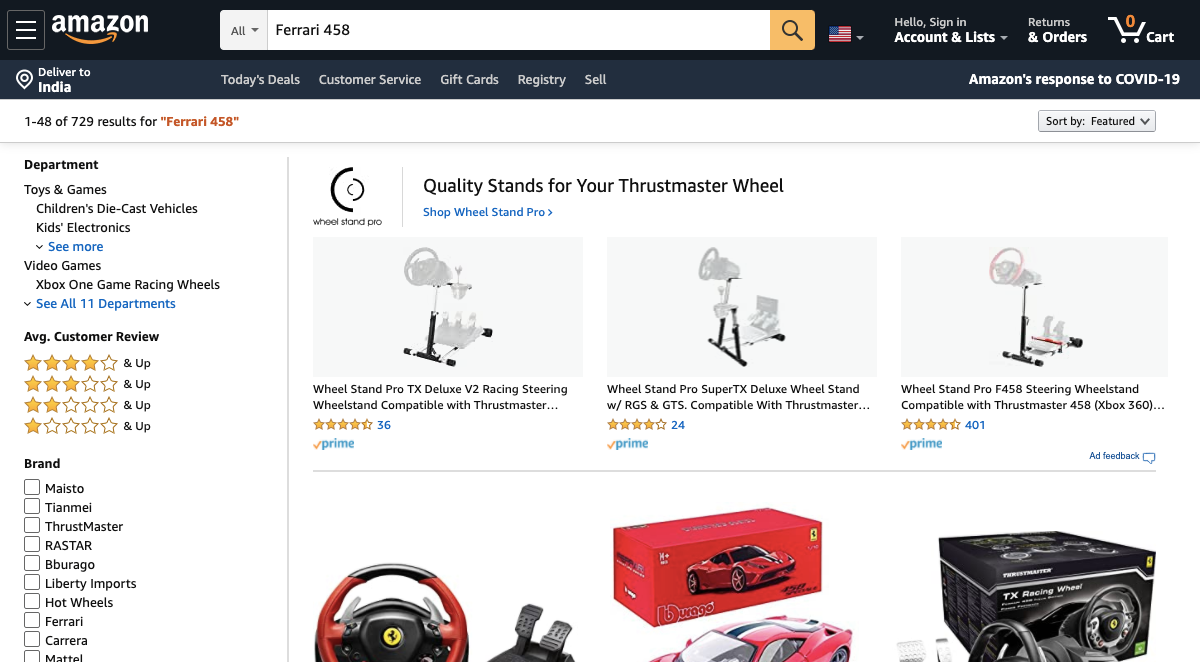 amazon
All
Ferrari 458
Hello, Sign in
Account & Lists
Returns
& Orders
0
Cart
Deliver to
India
Today's Deals
Customer Service
Gift Cards
Registry
Sell
Amazon's response to COVID-19
1-48 of 729 results for "Ferrari 458"
Sort by: Featured
Department
Toys & Games
Children's Die-Cast Vehicles
Kids' Electronics
See more
Video Games
Xbox One Game Racing Wheels
See All 11 Departments
Avg. Customer Review
& Up
& Up
& Up
& Up
Brand
Maisto
Tianmei
ThrustMaster
RASTAR
Bburago
Liberty Imports
Hot Wheels
Ferrari
Carrera
Mattel
wheel stand pro
Quality Stands for Your Thrustmaster Wheel
Shop Wheel Stand Pro ›
Wheel Stand Pro TX Deluxe V2 Racing Steering
Wheelstand Compatible with Thrustmaster…
36
prime
Wheel Stand Pro SuperTX Deluxe Wheel Stand
w/ RGS & GTS. Compatible With Thrustmaster…
24
prime
Wheel Stand Pro F458 Steering Wheelstand
Compatible with Thrustmaster 458 (Xbox 360)…
401
prime
Ad feedback
burago
THRUSTMASTER
TX Racing Wheel